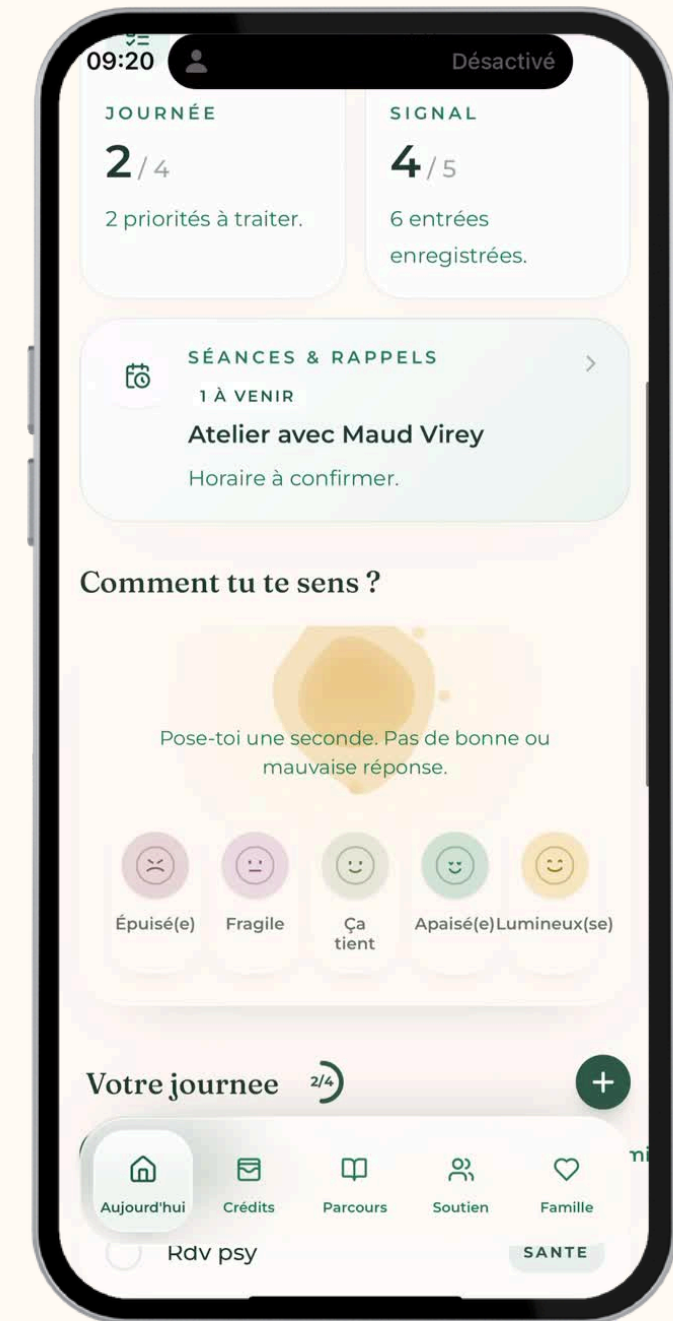 09:20
Désactivé
JOURNÉE
2 / 4
2 priorités à traiter.
SIGNAL
4 / 5
6 entrées
enregistrées.
SÉANCES & RAPPELS
1 À VENIR
Atelier avec Maud Virey
Horaire à confirmer.
Comment tu te sens ?
Pose-toi une seconde. Pas de bonne ou
mauvaise réponse.
Épuisé(e)
Fragile
Ça
tient
Apaisé(e)
Lumineux(se)
Votre journee
2/4
Aujourd'hui
Crédits
Parcours
Soutien
Famille
Rdv psy
SANTE